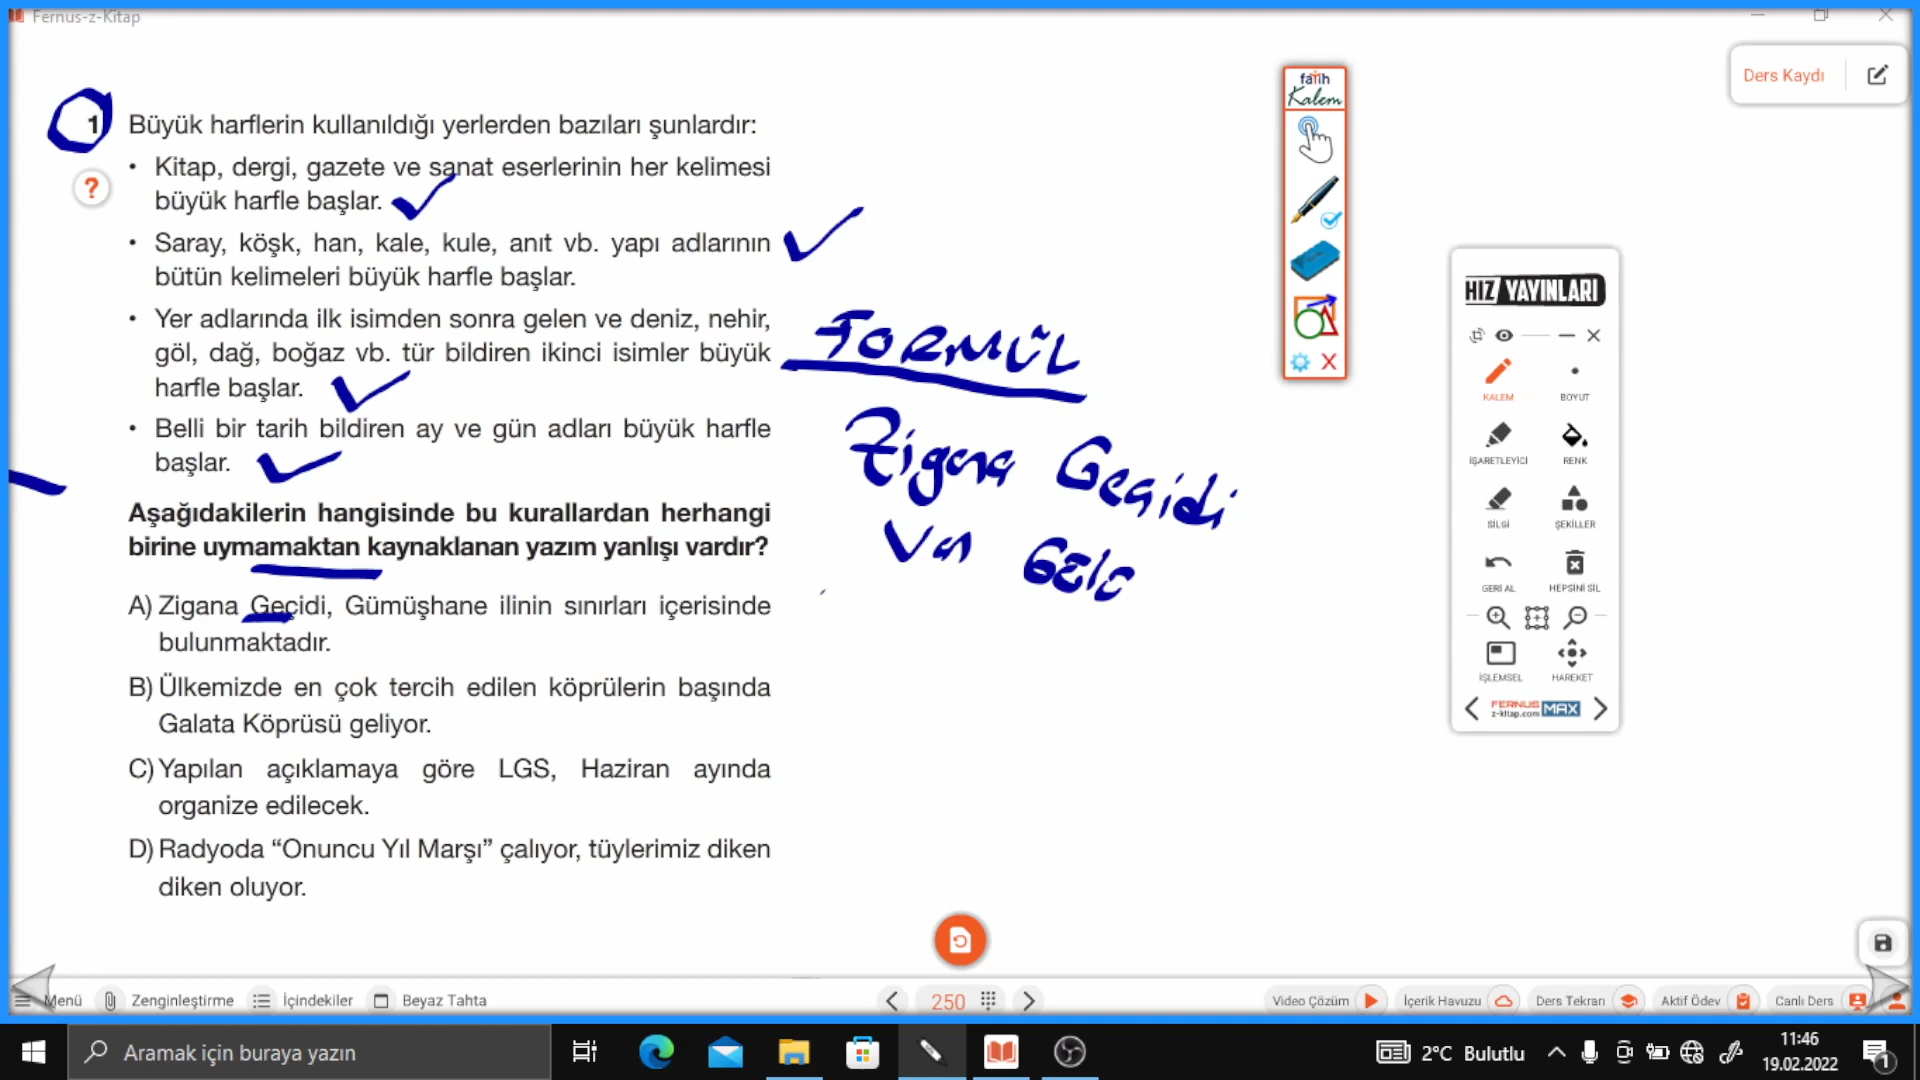 Fernus-z-Kitap
Ders Kaydı
1 Büyük harflerin kullanıldığı yerlerden bazıları şunlardır:
• Kitap, dergi, gazete ve sanat eserlerinin her kelimesi
büyük harfle başlar.
• Saray, köşk, han, kale, kule, anıt vb. yapı adlarının
bütün kelimeleri büyük harfle başlar.
• Yer adlarında ilk isimden sonra gelen ve deniz, nehir,
göl, dağ, boğaz vb. tür bildiren ikinci isimler büyük
harfle başlar.
• Belli bir tarih bildiren ay ve gün adları büyük harfle
başlar.
Aşağıdakilerin hangisinde bu kurallardan herhangi
birine uymamaktan kaynaklanan yazım yanlışı vardır?
A) Zigana Geçidi, Gümüşhane ilinin sınırları içerisinde
bulunmaktadır.
B) Ülkemizde en çok tercih edilen köprülerin başında
Galata Köprüsü geliyor.
C) Yapılan açıklamaya göre LGS, Haziran ayında
organize edilecek.
D) Radyoda “Onuncu Yıl Marşı” çalıyor, tüylerimiz diken
diken oluyor.
?
FORMÜL
Zigana Geçidi
Van Gölü
fatih
Kalem
HIZ YAYINLARI
KALEM BOYUT
İŞARETLEYİCİ RENK
SİLGİ ŞEKİLLER
GERİ AL HEPSİNİ SİL
İŞLEMSEL HAREKET
FERNUS
z-kitap.com MAX
Menü Zenginleştirme İçindekiler Beyaz Tahta 250 Video Çözüm İçerik Havuzu Ders Tekrarı Aktif Ödev Canlı Ders
Aramak için buraya yazın
2°C Bulutlu
11:46
19.02.2022
1